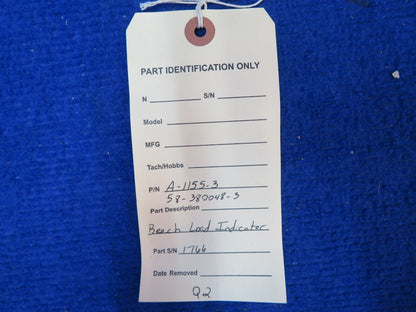 PART IDENTIFICATION ONLY
N S/N
Model
MFG
Tach/Hobbs
P/N A-1155-3
58-380048-3
Part Description
Beech Load Indicator
Part S/N 1766
Date Removed
Q2